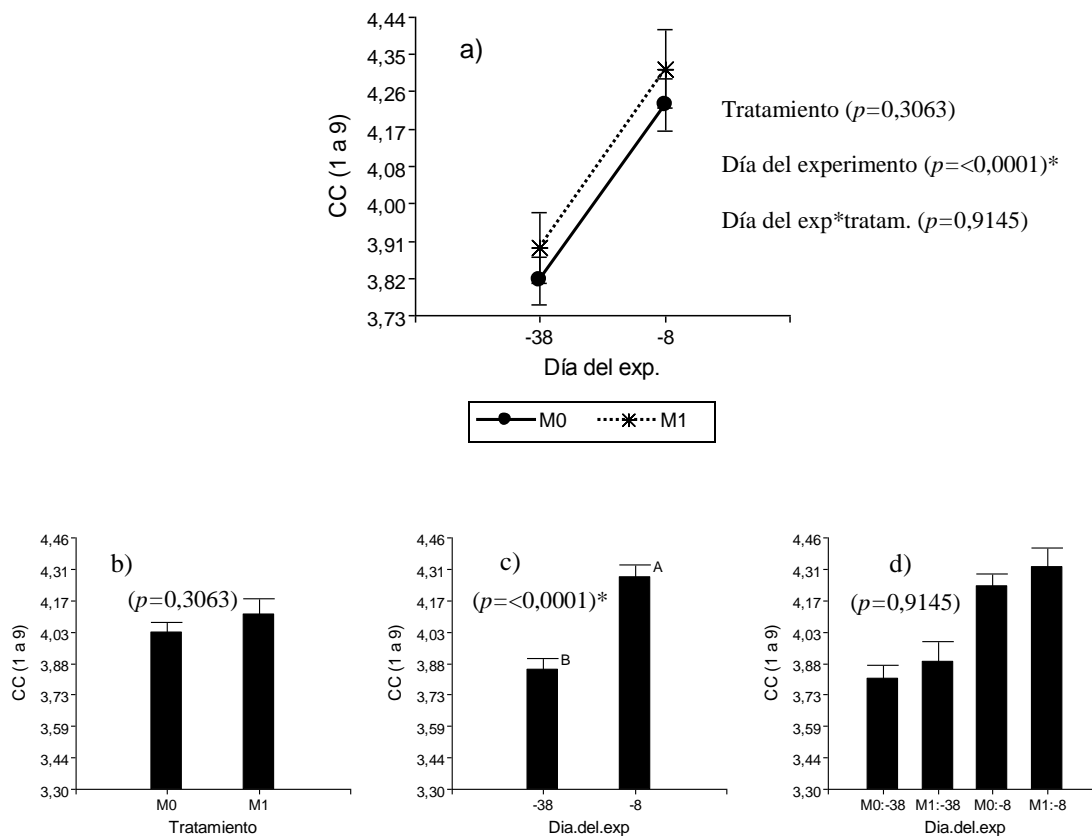 4,44
4,35
4,26
4,17
4,08
4,00
3,91
3,82
3,73
CC (1 a 9)
a)
-38
-8
Día del exp.
M0
M1
Tratamiento (p=0,3063)
Día del experimento (p=<0,0001)*
Día del exp*tratam. (p=0,9145)
4,46
4,31
4,17
4,03
3,88
3,73
3,59
3,44
3,30
CC (1 a 9)
b)
(p=0,3063)
M0
M1
Tratamiento
4,46
4,31
4,17
4,03
3,88
3,73
3,59
3,44
3,30
CC (1 a 9)
c)
(p=<0,0001)*
B
A
-38
-8
Dia.del.exp
4,46
4,31
4,17
4,03
3,88
3,73
3,59
3,44
3,30
CC (1 a 9)
d)
(p=0,9145)
M0:-38
M1:-38
M0:-8
M1:-8
Dia.del.exp